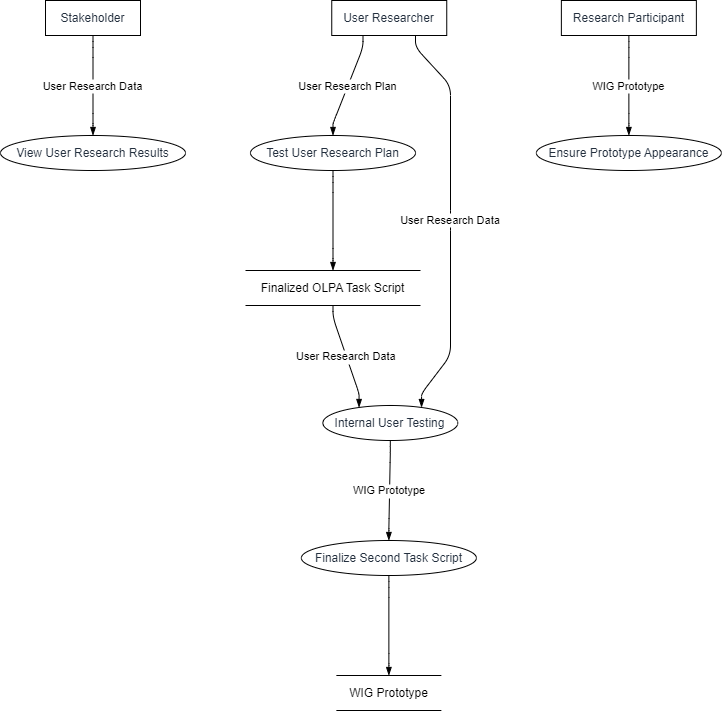 Stakeholder
User Researcher
Research Participant
User Research Data
User Research Plan
WIG Prototype
View User Research Results
Test User Research Plan
Ensure Prototype Appearance
User Research Data
Finalized OLPA Task Script
User Research Data
Internal User Testing
WIG Prototype
Finalize Second Task Script
WIG Prototype